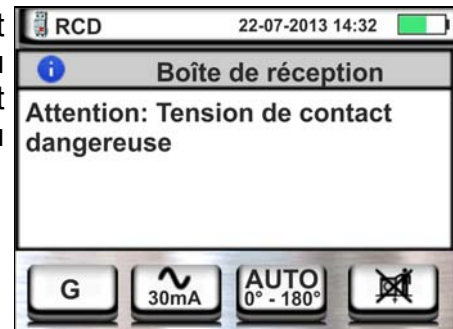 RCD 22-07-2013 14:32
Boîte de réception
Attention: Tension de contact
dangereuse
G
30mA
AUTO
0° - 180°